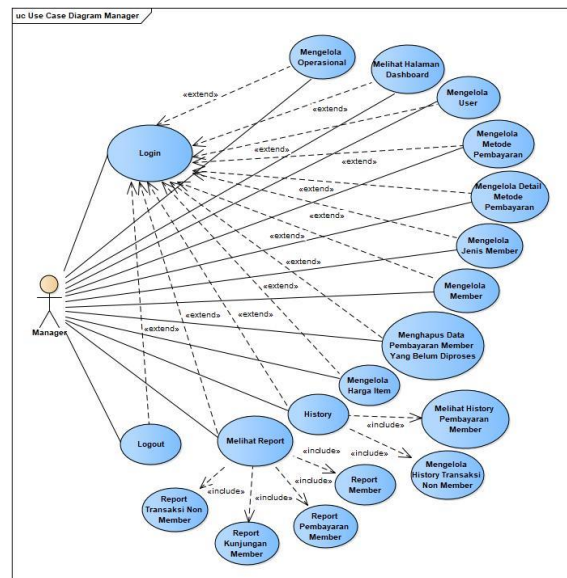 uc Use Case Diagram Manager
Mengelola
Operasional
Melihat Halaman
Dashboard
Mengelola
User
«extend»
«extend»
Login
«extend»
Mengelola
Metode
Pembayaran
«extend»
«extend»
Mengelola Detail
Metode
Pembayaran
«extend»
Mengelola
Jenis Member
«extend»
Mengelola
Member
«extend»
Manager
«extend»
«extend»
«extend»
Menghapus Data
Pembayaran Member
Yang Belum Diproses
Mengelola
Harga Item
History
Melihat History
Pembayaran
Member
«include»
Logout
Melihat Report
«include»
«include»
Mengelola
History Transaksi
Non Member
Report
Member
«include»
«include»
«include»
Report
Transaksi Non
Member
Report
Pembayaran
Member
Report
Kunjungan
Member